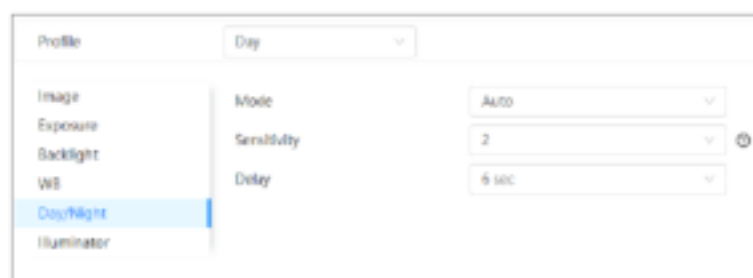 Profile Day
Image
Exposure
Backlight
WB
Day/Night
Illuminator
Mode Auto
Sensitivity 2
Delay 6 sec